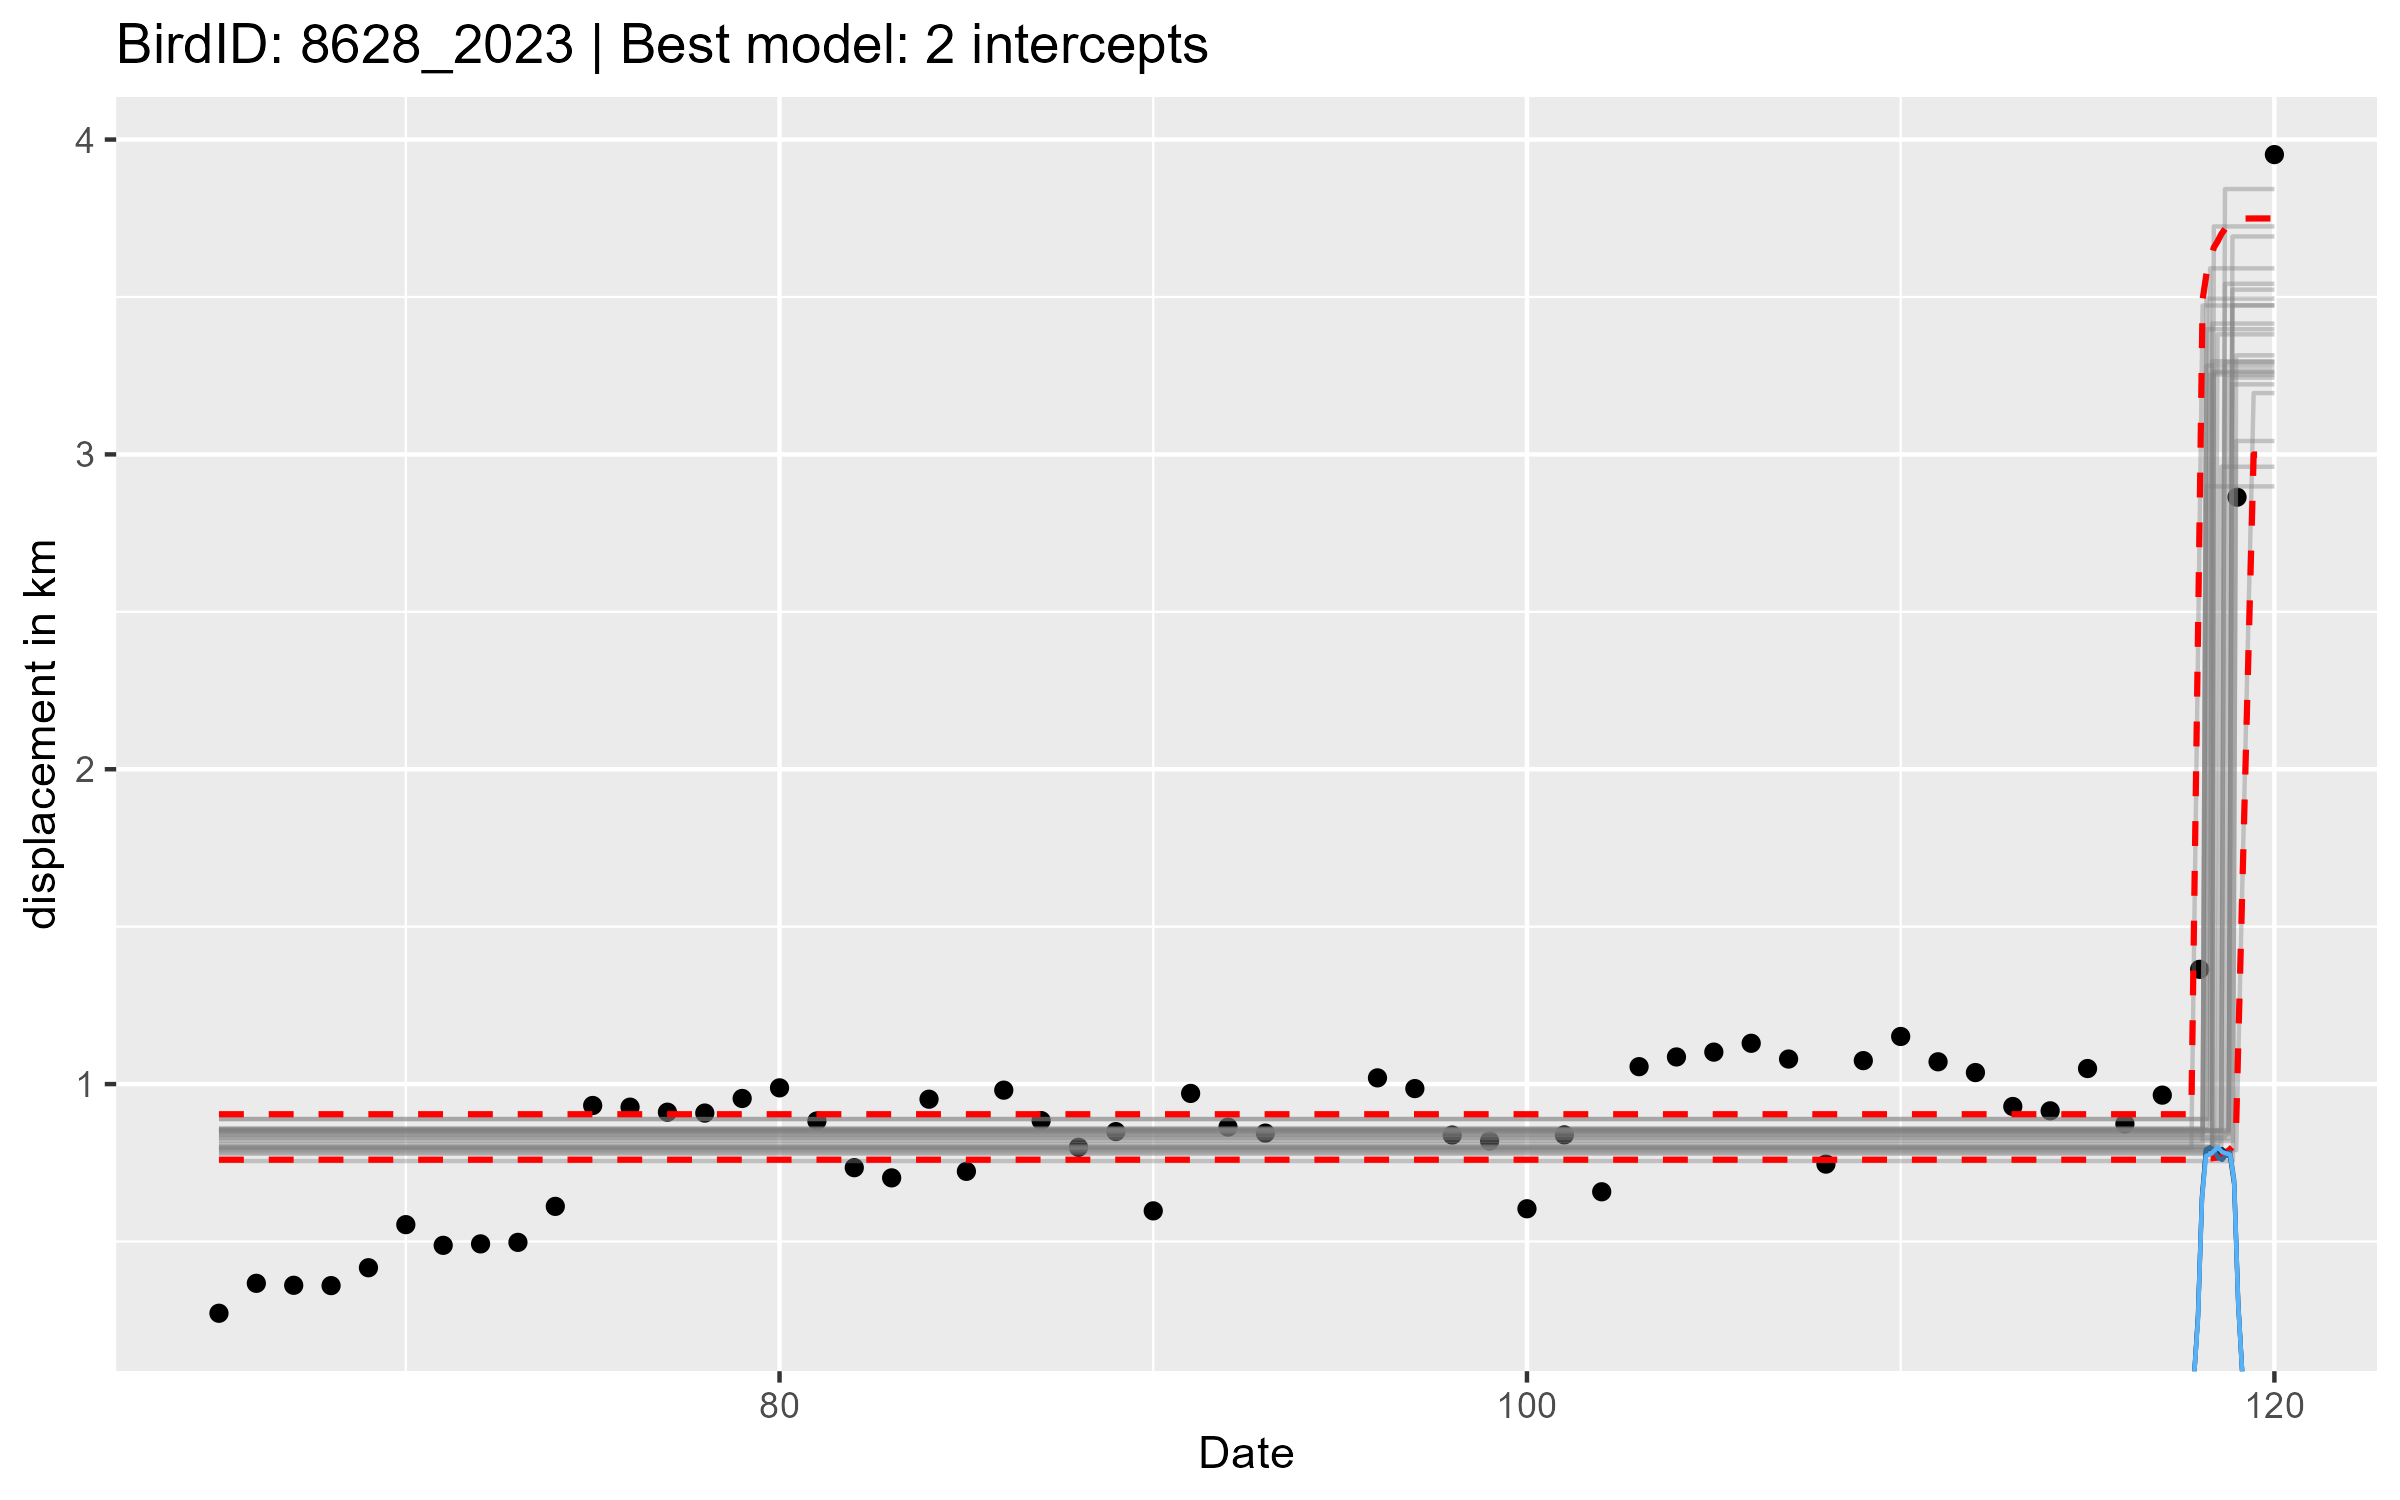 BirdID: 8628_2023 | Best model: 2 intercepts
4
3
2
1
displacement in km
80
100
120
Date